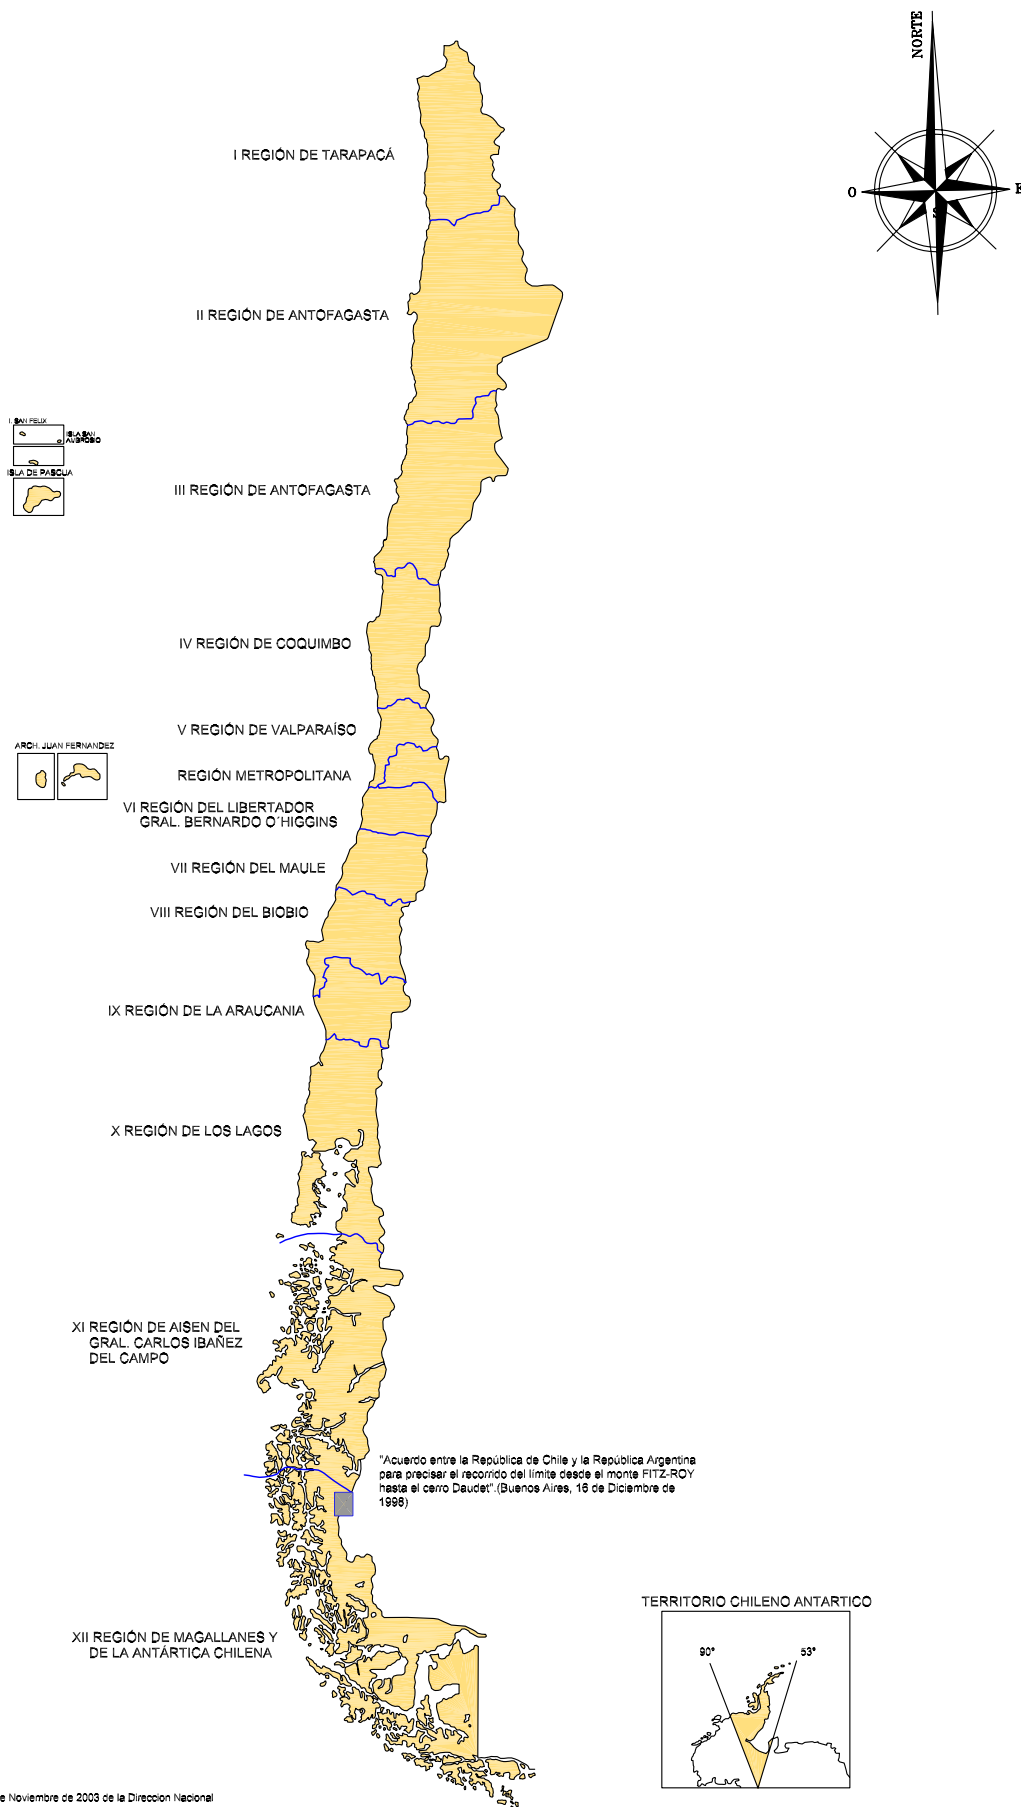 NORTE
O
E
S
I REGIÓN DE TARAPACÁ
II REGIÓN DE ANTOFAGASTA
I. SAN FELIX
ISLA SAN
AMBROSIO
ISLA DE PASCUA
III REGIÓN DE ANTOFAGASTA
IV REGIÓN DE COQUIMBO
V REGIÓN DE VALPARAÍSO
ARCH. JUAN FERNANDEZ
REGIÓN METROPOLITANA
VI REGIÓN DEL LIBERTADOR
GRAL. BERNARDO O´HIGGINS
VII REGIÓN DEL MAULE
VIII REGIÓN DEL BIOBIO
IX REGIÓN DE LA ARAUCANIA
X REGIÓN DE LOS LAGOS
XI REGIÓN DE AISEN DEL
GRAL. CARLOS IBAÑEZ
DEL CAMPO
"Acuerdo entre la República de Chile y la República Argentina
para precisar el recorrido del límite desde el monte FITZ-ROY
hasta el cerro Daudet".(Buenos Aires, 16 de Diciembre de
1998)
XII REGIÓN DE MAGALLANES Y
DE LA ANTÁRTICA CHILENA
TERRITORIO CHILENO ANTARTICO
90°
53°
e Noviembre de 2003 de la Direccion Nacional